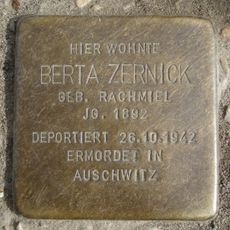 HIER WOHNTE
BERTA ZERNICK
GEB. RACHMIEL
JG. 1892
DEPORTIERT 26.10.1942
ERMORDET IN
AUSCHWITZ